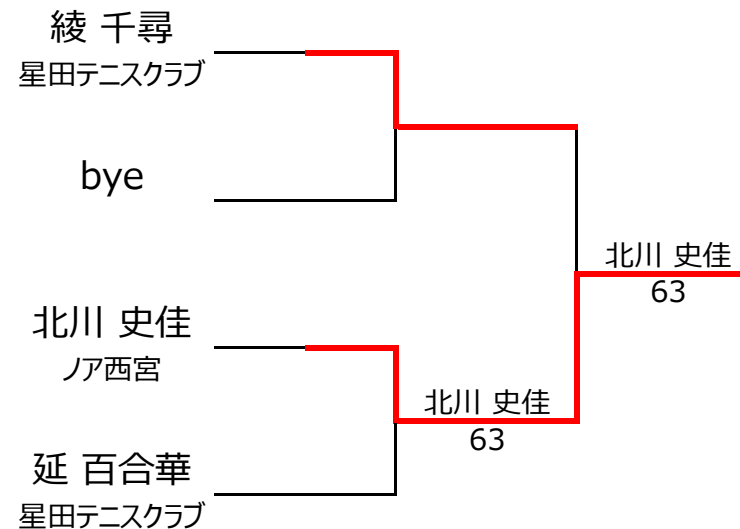 綾 千尋
星田テニスクラブ
bye
北川 史佳
63
北川 史佳
ノア西宮
北川 史佳
63
延 百合華
星田テニスクラブ